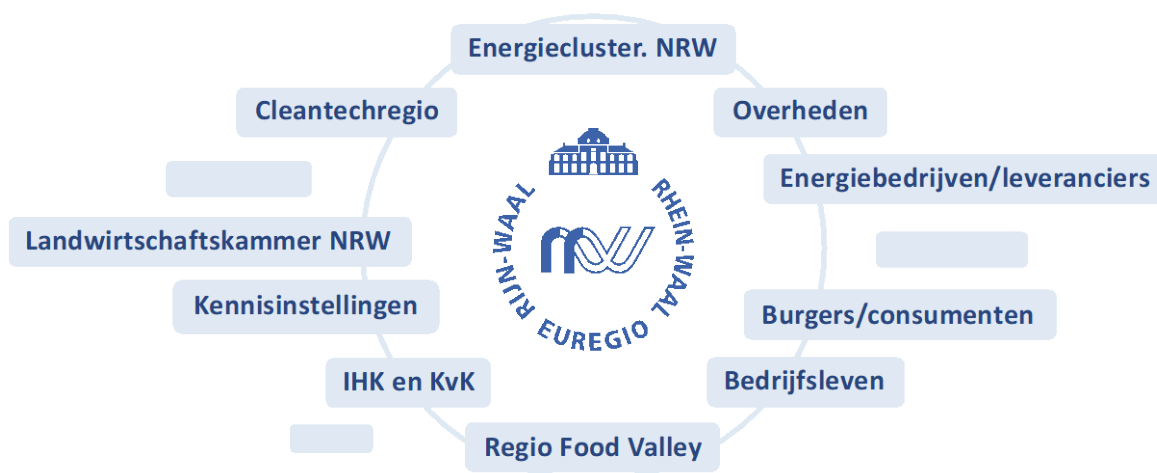 Energiecluster. NRW
Cleantechregio
Overheden
Energiebedrijven/leveranciers
Landwirtschaftskammer NRW
Kennisinstellingen
Burgers/consumenten
IHK en KvK
Bedrijfsleven
Regio Food Valley
RIJN-WAAL
RHEIN-WAAL
EUREGIO